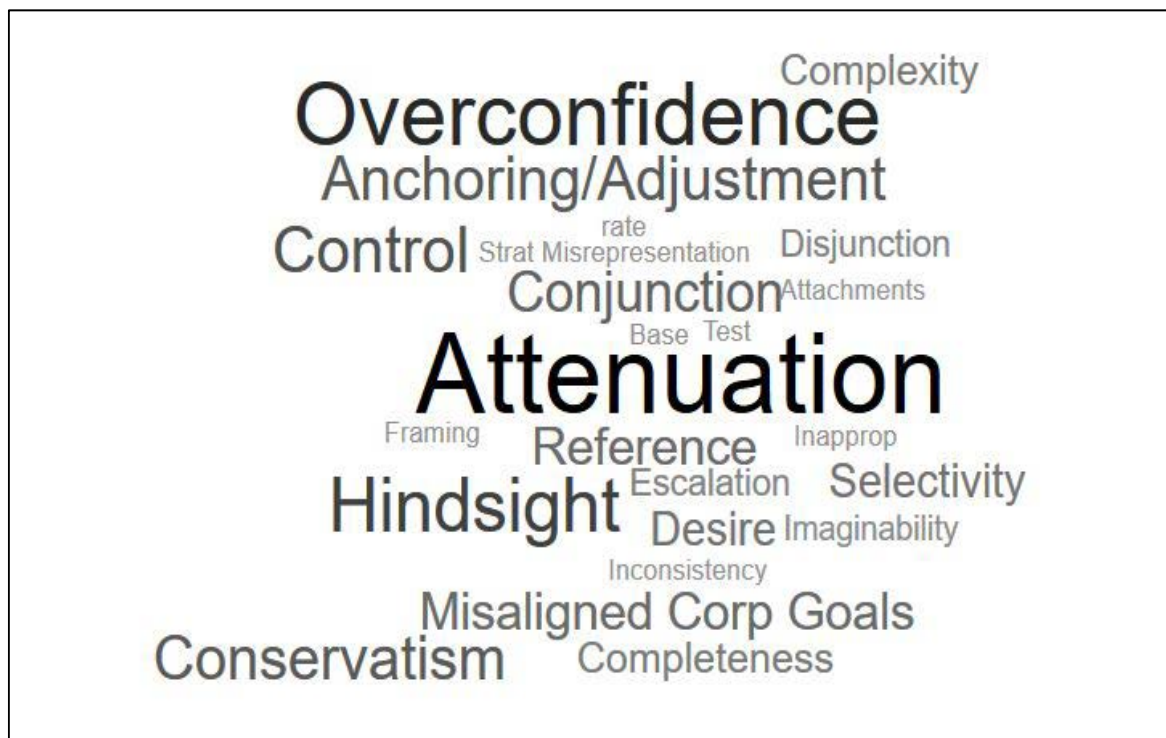 Complexity
Overconfidence
Anchoring/Adjustment
rate
Control
Strat Misrepresentation
Disjunction
Conjunction
Attachments
Base
Test
Attenuation
Framing
Reference
Inapprop
Escalation
Selectivity
Hindsight
Desire
Imaginability
Inconsistency
Misaligned Corp Goals
Conservatism
Completeness